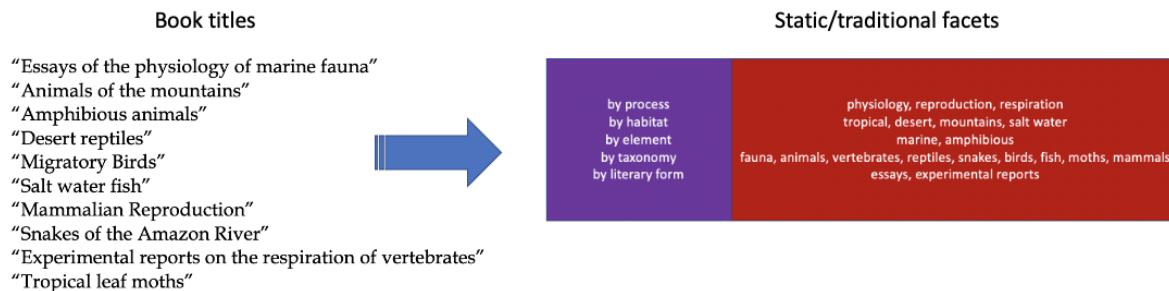 Book titles
“Essays of the physiology of marine fauna”
“Animals of the mountains”
“Amphibious animals”
“Desert reptiles”
“Migratory Birds”
“Salt water fish”
“Mammalian Reproduction”
“Snakes of the Amazon River”
“Experimental reports on the respiration of vertebrates”
“Tropical leaf moths”
Static/traditional facets
by process
by habitat
by element
by taxonomy
by literary form
physiology, reproduction, respiration
tropical, desert, mountains, salt water
marine, amphibious
fauna, animals, vertebrates, reptiles, snakes, birds, fish, moths, mammals
essays, experimental reports